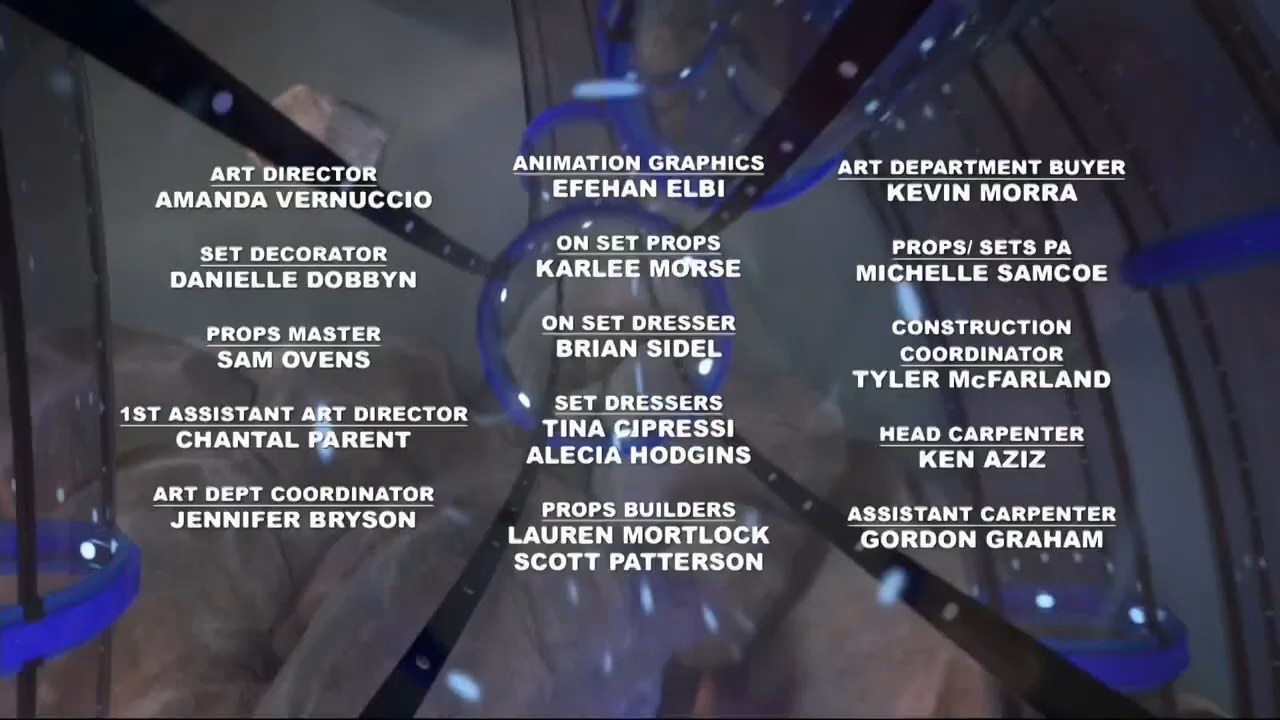 ART DIRECTOR
AMANDA VERNUCCIO
SET DECORATOR
DANIELLE DOBBYN
PROPS MASTER
SAM OVENS
1ST ASSISTANT ART DIRECTOR
CHANTAL PARENT
ART DEPT COORDINATOR
JENNIFER BRYSON
ANIMATION GRAPHICS
EFEHAN ELBI
ON SET PROPS
KARLEE MORSE
ON SET DRESSER
BRIAN SIDEL
SET DRESSERS
TINA CIPRESSI
ALECIA HODGINS
PROPS BUILDERS
LAUREN MORTLOCK
SCOTT PATTERSON
ART DEPARTMENT BUYER
KEVIN MORRA
PROPS/ SETS PA
MICHELLE SAMCOE
CONSTRUCTION
COORDINATOR
TYLER McFARLAND
HEAD CARPENTER
KEN AZIZ
ASSISTANT CARPENTER
GORDON GRAHAM